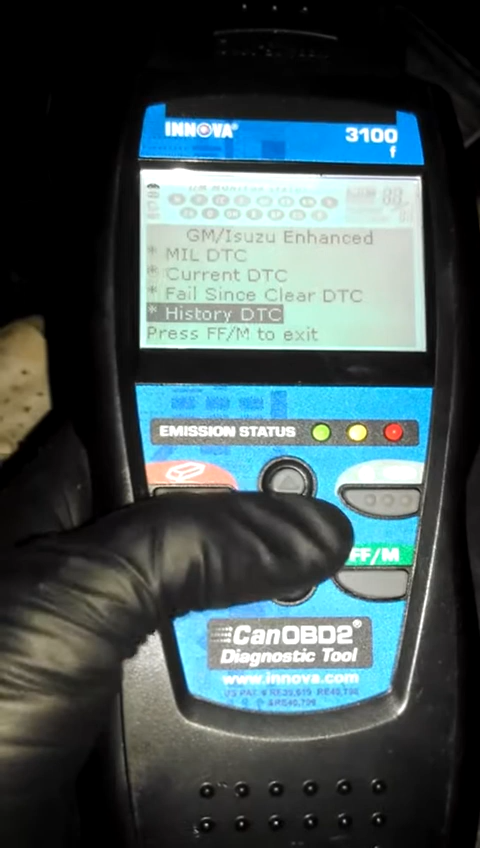 INNOVA®
3100
f
GM/Isuzu Enhanced
* MIL DTC
* Current DTC
* Fail Since Clear DTC
* History DTC
Press FF/M to exit
EMISSION STATUS
FF/M
CanOBD2®
Diagnostic Tool
www.innova.com